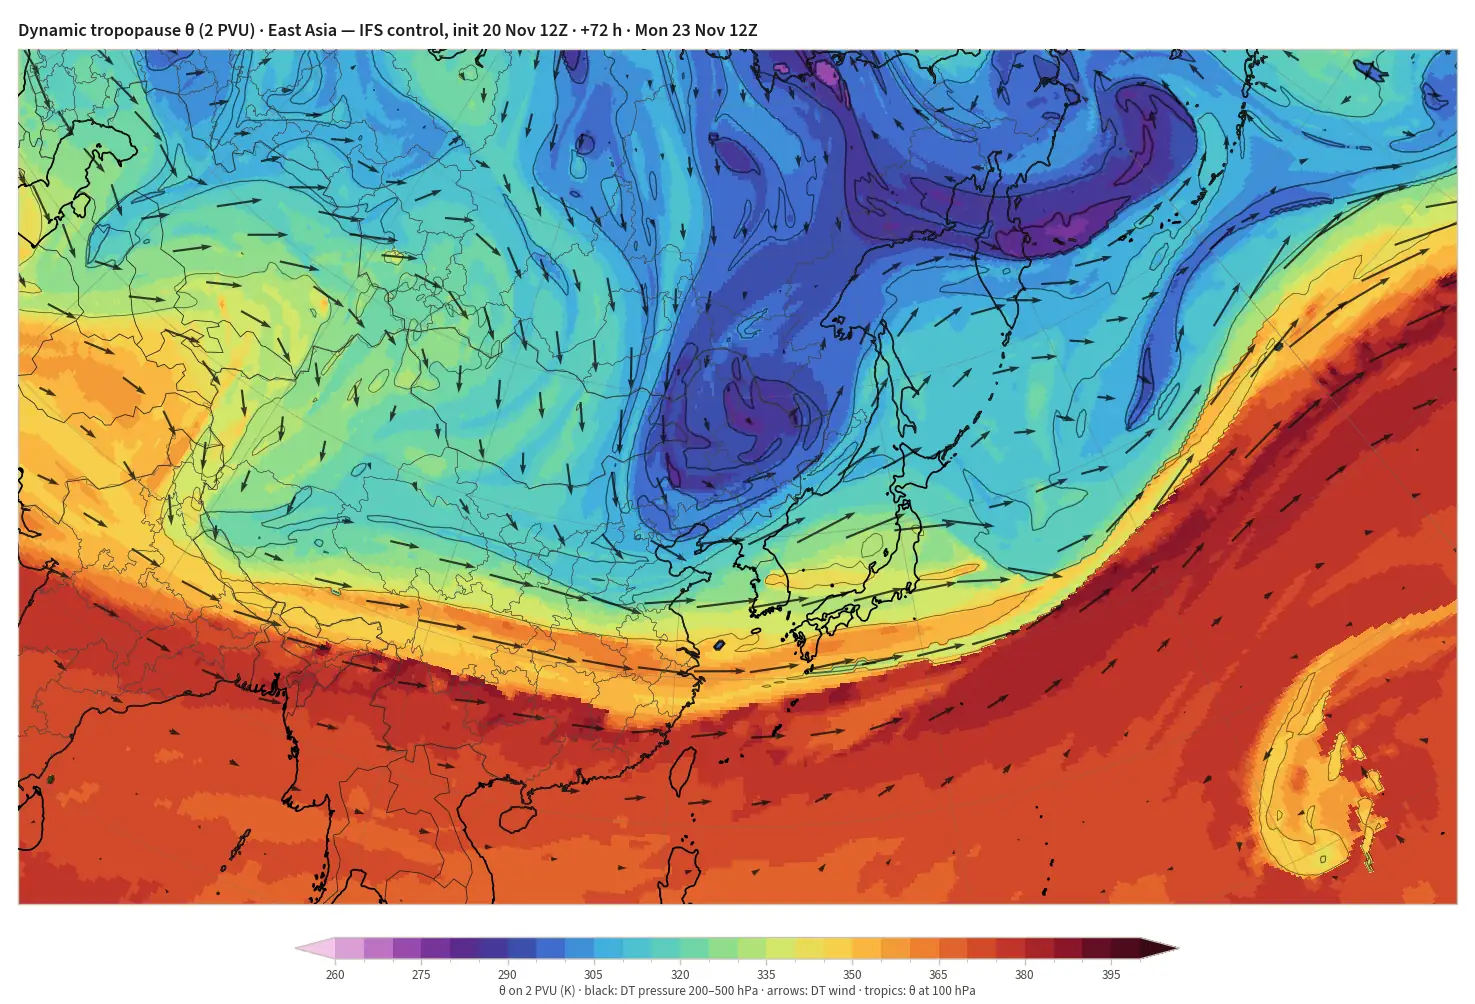 Dynamic tropopause θ (2 PVU) · East Asia — IFS control, init 20 Nov 12Z · +72 h · Mon 23 Nov 12Z
260 275 290 305 320 335 350 365 380 395
θ on 2 PVU (K) · black: DT pressure 200–500 hPa · arrows: DT wind · tropics: θ at 100 hPa